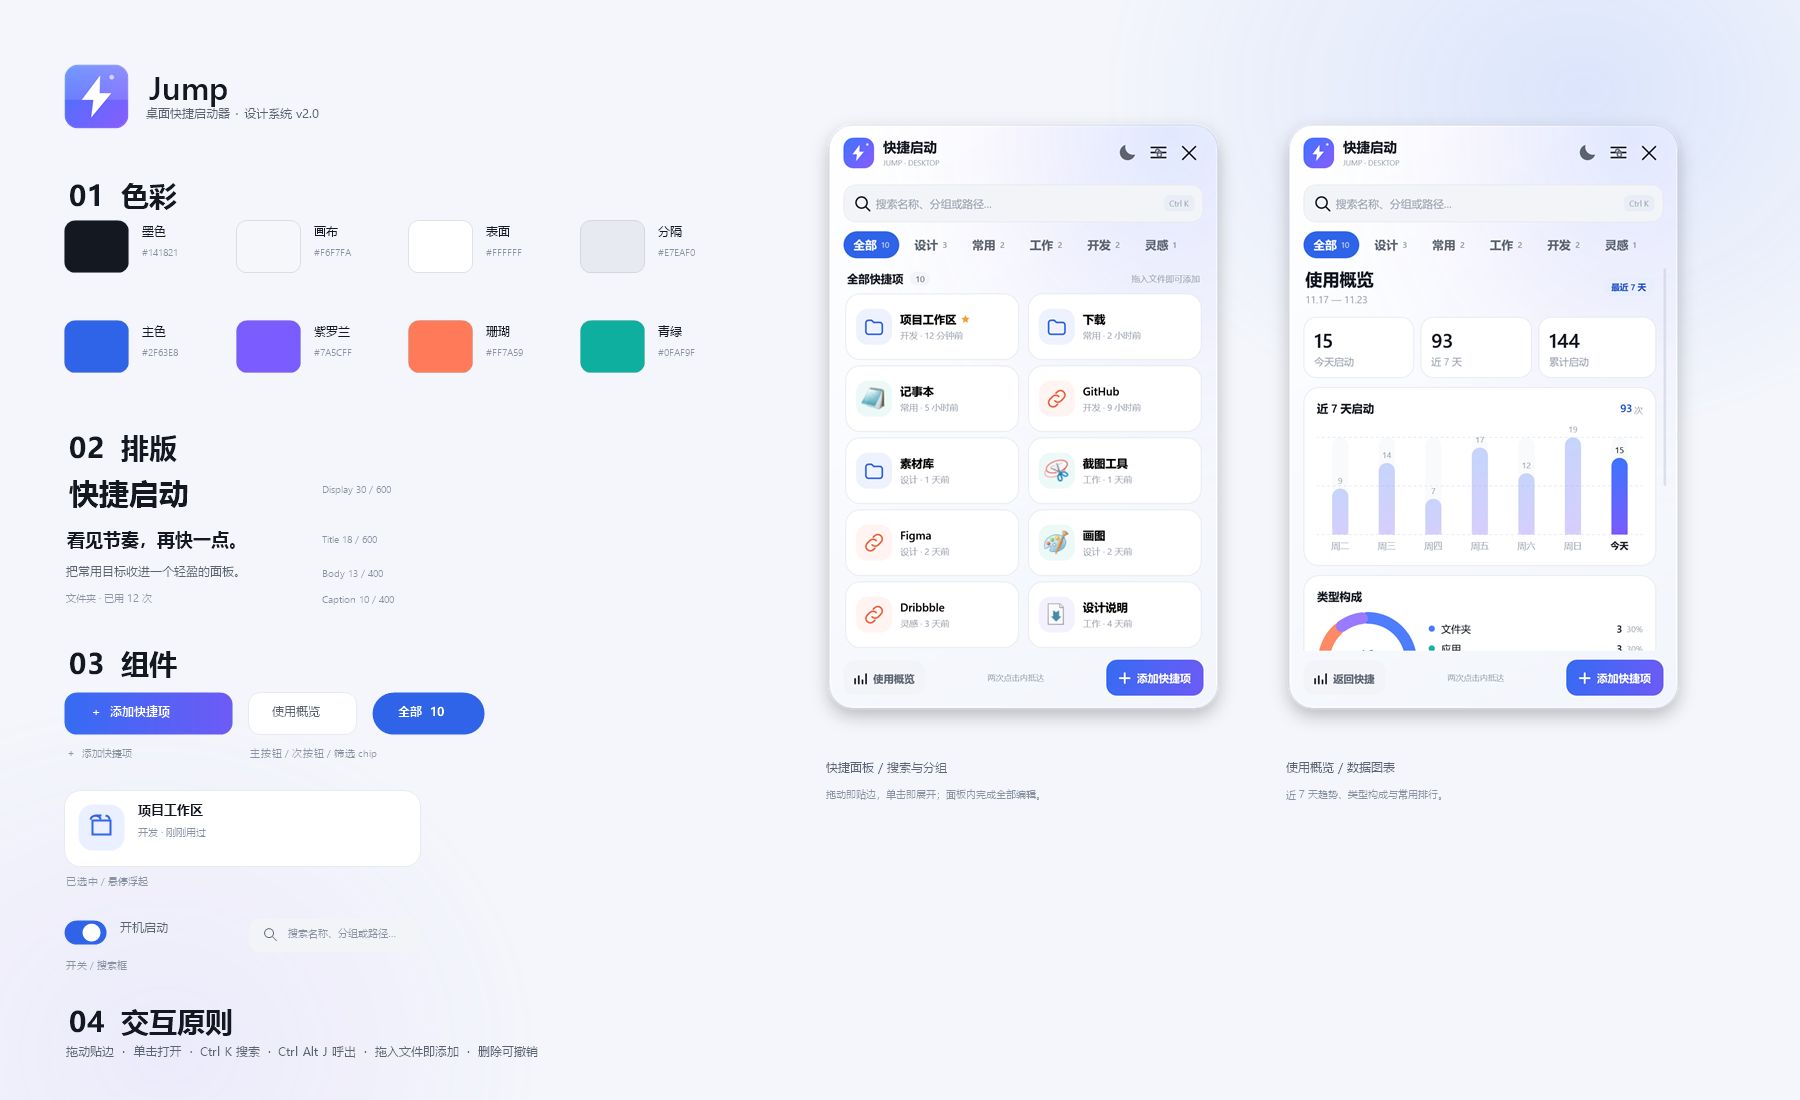 Jump
桌面快捷启动器 · 设计系统 v2.0
01 色彩
墨色
#141821
画布
#F6F7FA
表面
#FFFFFF
分隔
#E7EAF0
主色
#2F63E8
紫罗兰
#7A5CFF
珊瑚
#FF7A59
青绿
#0FAF9F
02 排版
快捷启动
Display 30 / 600
看见节奏，再快一点。
Title 18 / 600
把常用目标收进一个轻盈的面板。
Body 13 / 400
文件夹 · 已用 12 次
Caption 10 / 400
03 组件
+ 添加快捷项
使用概览
全部 10
+ 添加快捷项
主按钮 / 次按钮 / 筛选 chip
项目工作区
开发 · 刚刚用过
已选中 / 悬停浮起
开机启动
搜索名称、分组或路径...
开关 / 搜索框
04 交互原则
拖动贴边 · 单击打开 · Ctrl K 搜索 · Ctrl Alt J 呼出 · 拖入文件即添加 · 删除可撤销
快捷启动
JUMP · DESKTOP
搜索名称、分组或路径...
Ctrl K
全部 10 设计 3 常用 2 工作 2 开发 2 灵感 1
全部快捷项 10
拖入文件即可添加
项目工作区
开发 · 12 分钟前
下载
常用 · 2 小时前
记事本
常用 · 5 小时前
GitHub
开发 · 9 小时前
素材库
设计 · 1 天前
截图工具
工作 · 1 天前
Figma
设计 · 2 天前
画图
设计 · 2 天前
Dribbble
灵感 · 3 天前
设计说明
工作 · 4 天前
使用概览
两次点击内抵达
+ 添加快捷项
快捷面板 / 搜索与分组
拖动即贴边，单击即展开；面板内完成全部编辑。
快捷启动
JUMP · DESKTOP
搜索名称、分组或路径...
Ctrl K
全部 10 设计 3 常用 2 工作 2 开发 2 灵感 1
使用概览
11.17 — 11.23
最近 7 天
15
今天启动
93
近 7 天
144
累计启动
近 7 天启动
93 次
9 14 7 17 12 19 15
周二 周三 周四 周五 周六 周日 今天
类型构成
文件夹 3 30%
应用 3 30%
返回快捷
两次点击内抵达
+ 添加快捷项
使用概览 / 数据图表
近 7 天趋势、类型构成与常用排行。